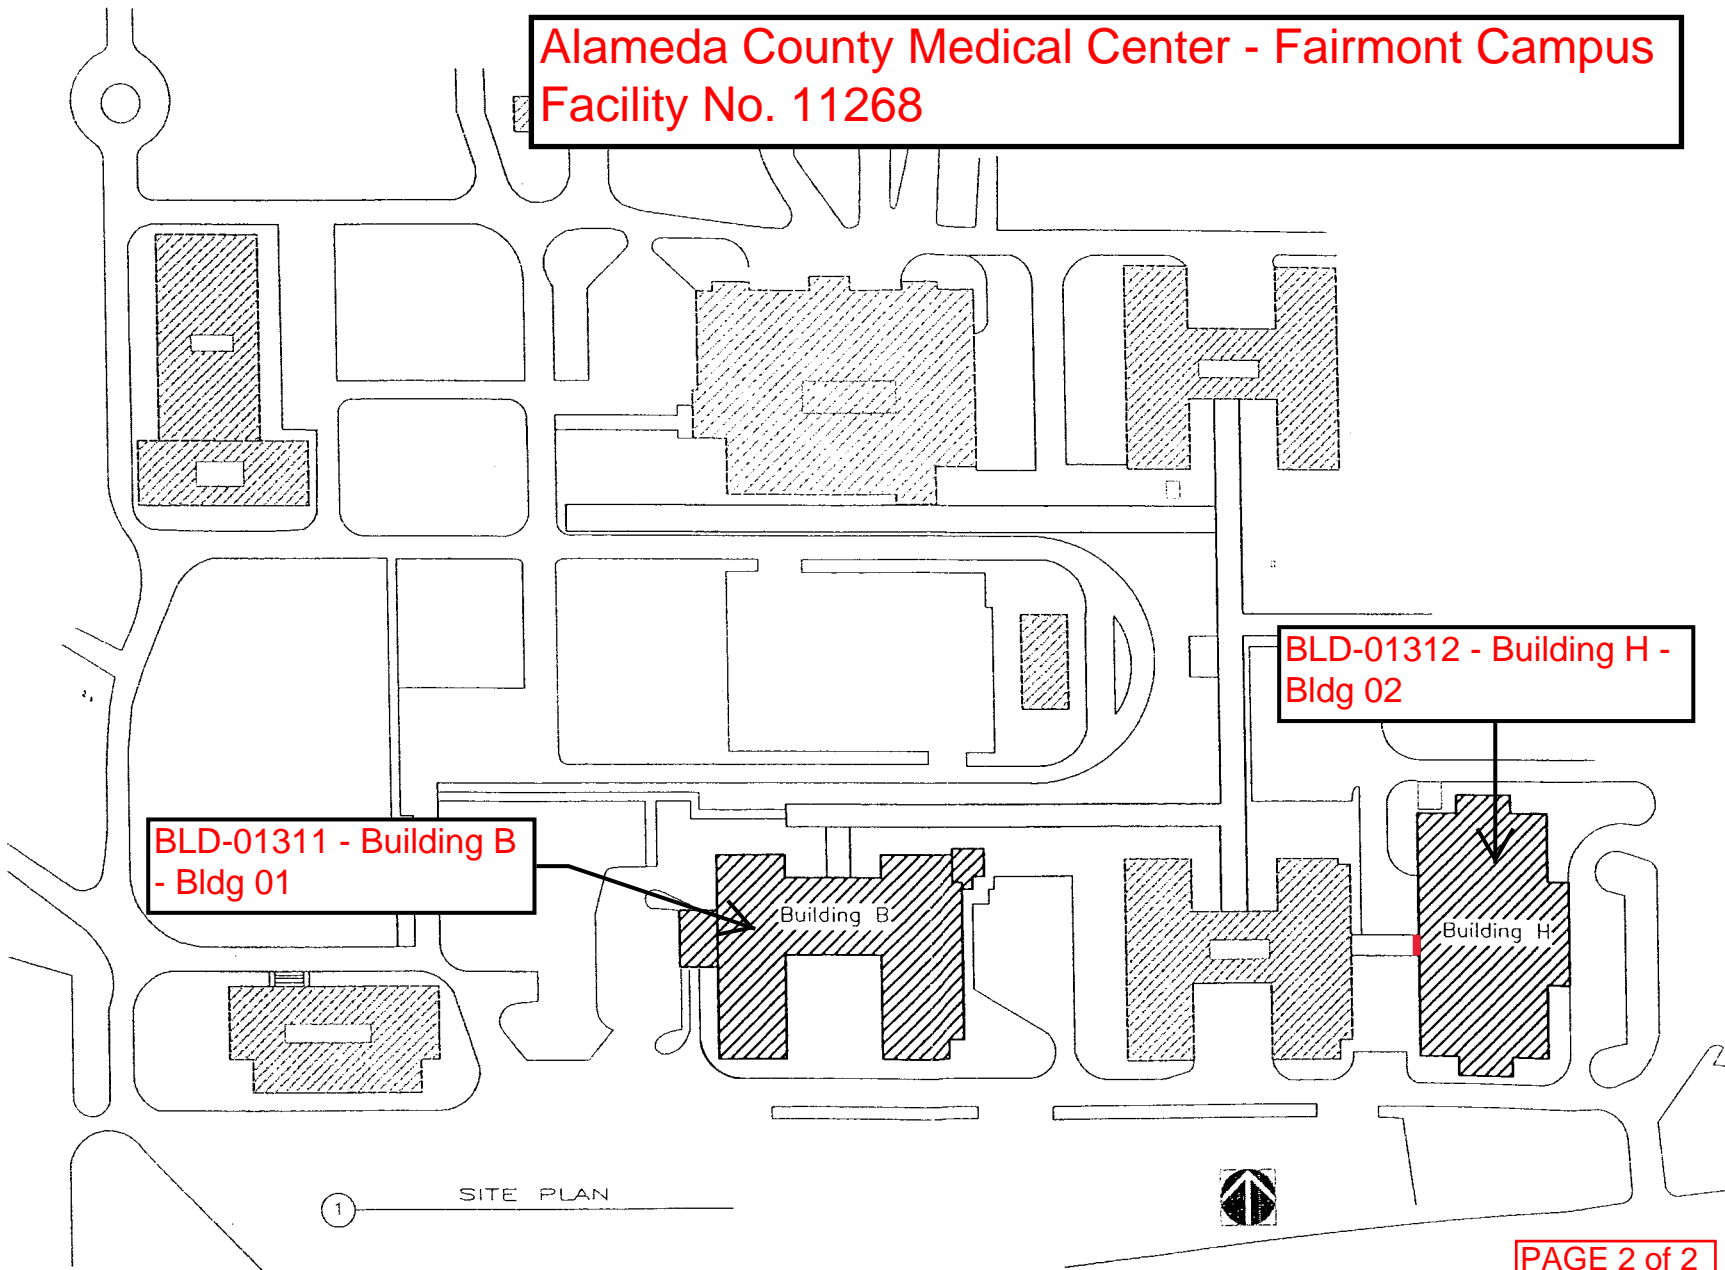 Alameda County Medical Center - Fairmont Campus
Facility No. 11268
BLD-01312 - Building H -
Bldg 02
BLD-01311 - Building B
- Bldg 01
Building B
Building H
1
SITE PLAN
PAGE 2 of 2